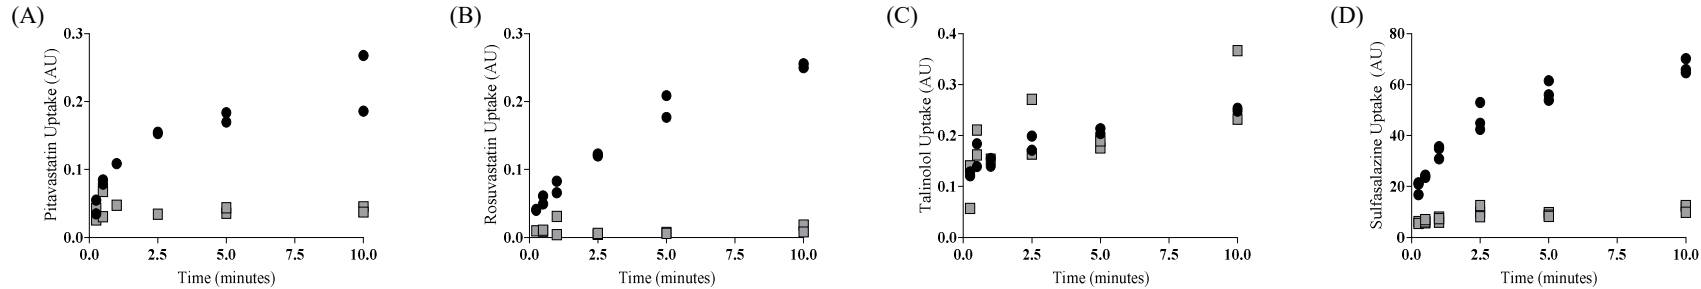 (A)
Pitavastatin Uptake (AU)
0.3
0.2
0.1
0.0
0.0 2.5 5.0 7.5 10.0
Time (minutes)
(B)
Rosuvastatin Uptake (AU)
0.3
0.2
0.1
0.0
0.0 2.5 5.0 7.5 10.0
Time (minutes)
(C)
Talinolol Uptake (AU)
0.4
0.3
0.2
0.1
0.0
0.0 2.5 5.0 7.5 10.0
Time (minutes)
(D)
Sulfasalazine Uptake (AU)
80
60
40
20
0
0.0 2.5 5.0 7.5 10.0
Time (minutes)